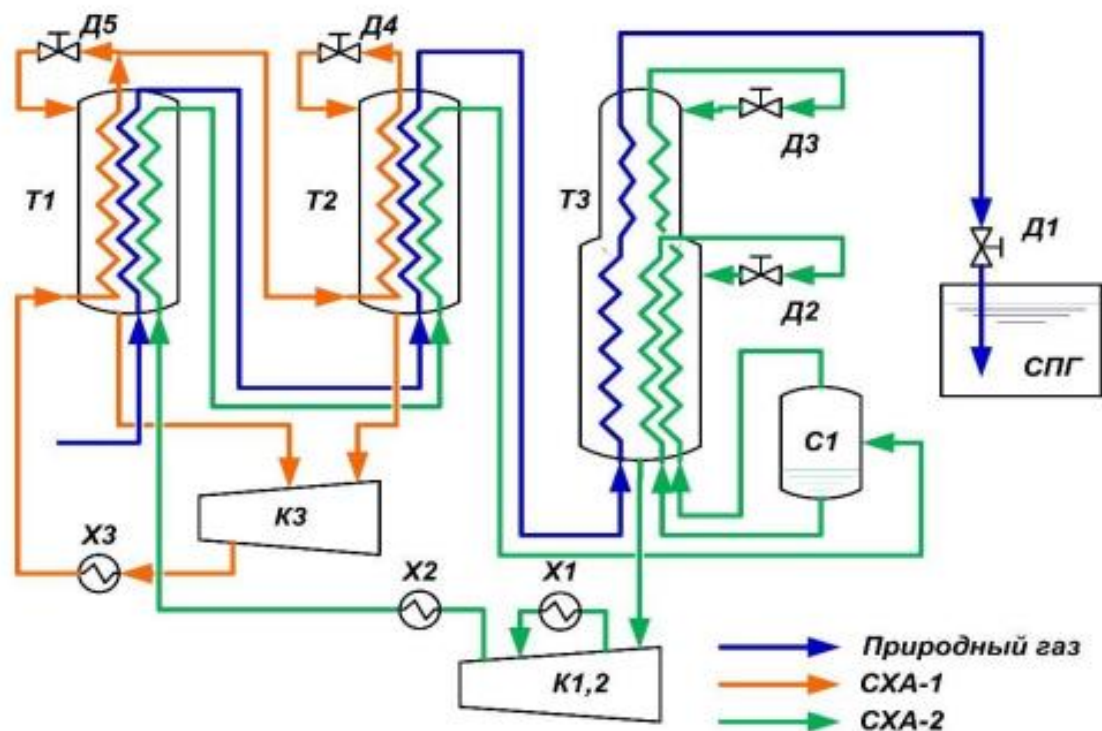 Д5
Д4
Д3
Т1
Т2
Т3
Д1
Д2
СПГ
С1
К3
Х3
Х2
Х1
Природный газ
К1,2
СХА-1
СХА-2